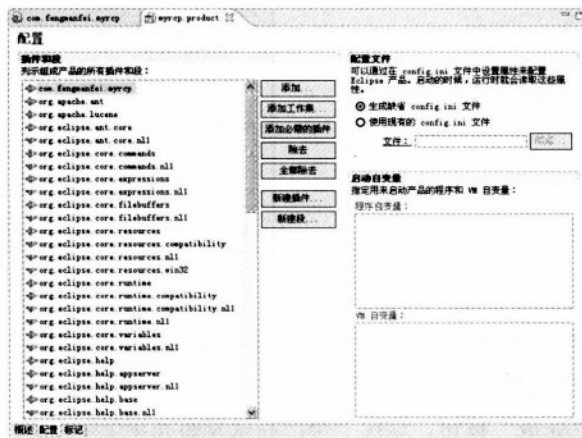 com.fengmanfei.myrcp
myrcp.product
配置
插件和段
列示组成产品的所有插件和段：
com.fengmanfei.myrcp
org.apache.ant
org.apache.lucene
org.eclipse.ant.core
org.eclipse.ant.core.nl1
org.eclipse.core.commands
org.eclipse.core.commands.nl1
org.eclipse.core.expressions
org.eclipse.core.expressions.nl1
org.eclipse.core.filebuffers
org.eclipse.core.filebuffers.nl1
org.eclipse.core.resources
org.eclipse.core.resources.compatibility
org.eclipse.core.resources.nl1
org.eclipse.core.resources.win32
org.eclipse.core.runtime
org.eclipse.core.runtime.compatibility
org.eclipse.core.runtime.compatibility.nl1
org.eclipse.core.runtime.nl1
org.eclipse.core.variables
org.eclipse.core.variables.nl1
org.eclipse.help
org.eclipse.help.appserver
org.eclipse.help.appserver.nl1
org.eclipse.help.base
org.eclipse.help.base.nl1
添加...
添加工作集...
添加必需的插件
除去
全部除去
新建插件...
新建段...
配置文件
可以通过在 config.ini 文件中设置属性来配置
Eclipse 产品。启动的时候，运行时就会读取这些属
性。
生成缺省 config.ini 文件
使用现有的 config.ini 文件
文件：
启动自变量
指定用来启动产品的程序和 VM 自变量：
程序自变量：
VM 自变量：
概述 配置 标记